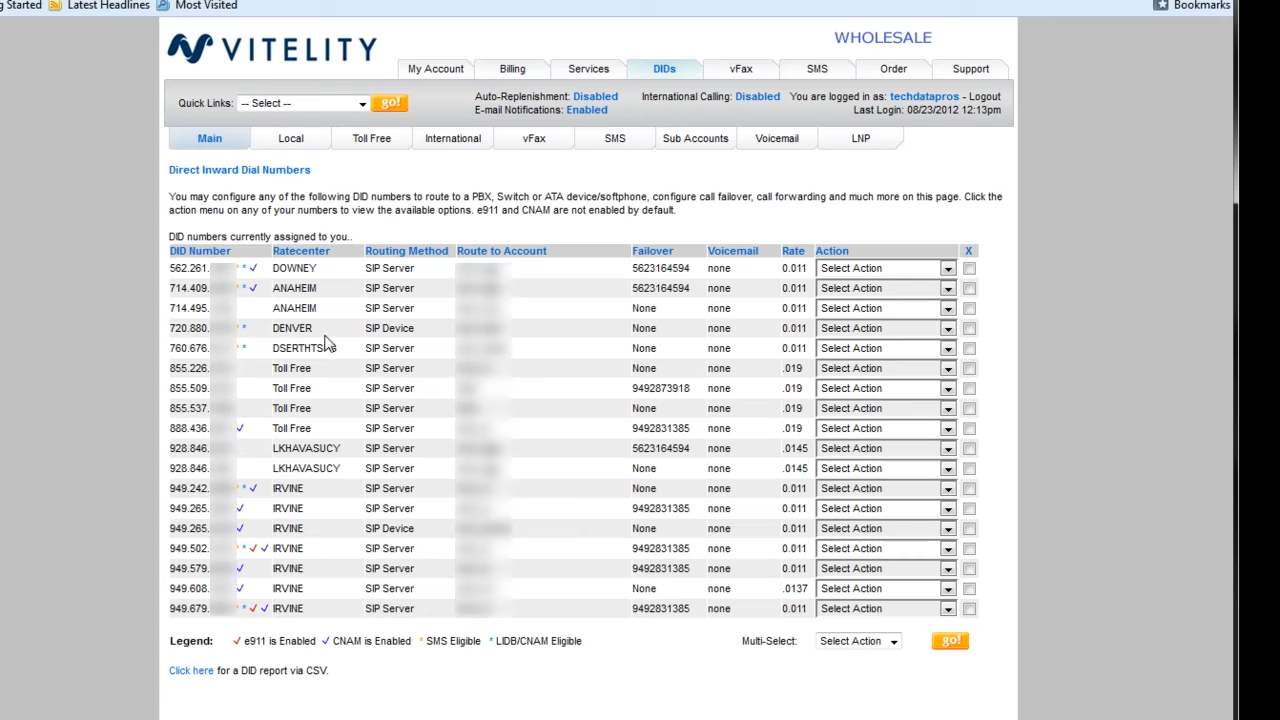 g Started Latest Headlines Most Visited Bookmarks
VITELITY
WHOLESALE
My Account Billing Services DIDs vFax SMS Order Support
Quick Links: -- Select -- go!
Auto-Replenishment: Disabled International Calling: Disabled You are logged in as: techdatapros - Logout
E-mail Notifications: Enabled Last Login: 08/23/2012 12:13pm
Main Local Toll Free International vFax SMS Sub Accounts Voicemail LNP
Direct Inward Dial Numbers
You may configure any of the following DID numbers to route to a PBX, Switch or ATA device/softphone, configure call failover, call forwarding and much more on this page. Click the
action menu on any of your numbers to view the available options. e911 and CNAM are not enabled by default.
DID numbers currently assigned to you..
DID Number Ratecenter Routing Method Route to Account Failover Voicemail Rate Action X
562.261. * * ✓ DOWNEY SIP Server 5623164594 none 0.011 Select Action
714.409. * * ✓ ANAHEIM SIP Server 5623164594 none 0.011 Select Action
714.495. ANAHEIM SIP Server None none 0.011 Select Action
720.880. * * DENVER SIP Device None none 0.011 Select Action
760.676. * * SIP Server None none 0.011 Select Action
855.226. Toll Free SIP Server None none .019 Select Action
855.509. Toll Free SIP Server 9492873918 none .019 Select Action
855.537. Toll Free SIP Server None none .019 Select Action
888.436. ✓ Toll Free SIP Server 9492831385 none .019 Select Action
928.846. LKHAVASUCY SIP Server 5623164594 none .0145 Select Action
928.846. LKHAVASUCY SIP Server None none .0145 Select Action
949.242. * * ✓ IRVINE SIP Server None none 0.011 Select Action
949.265. ✓ IRVINE SIP Server 9492831385 none 0.011 Select Action
949.265. ✓ IRVINE SIP Device None none 0.011 Select Action
949.502. * * ✓ ✓ IRVINE SIP Server 9492831385 none 0.011 Select Action
949.579. ✓ IRVINE SIP Server 9492831385 none 0.011 Select Action
949.608. ✓ IRVINE SIP Server None none .0137 Select Action
949.679. * * ✓ ✓ IRVINE SIP Server 9492831385 none 0.011 Select Action
Legend: ✓ e911 is Enabled ✓ CNAM is Enabled * SMS Eligible * LIDB/CNAM Eligible Multi-Select: Select Action go!
Click here for a DID report via CSV.